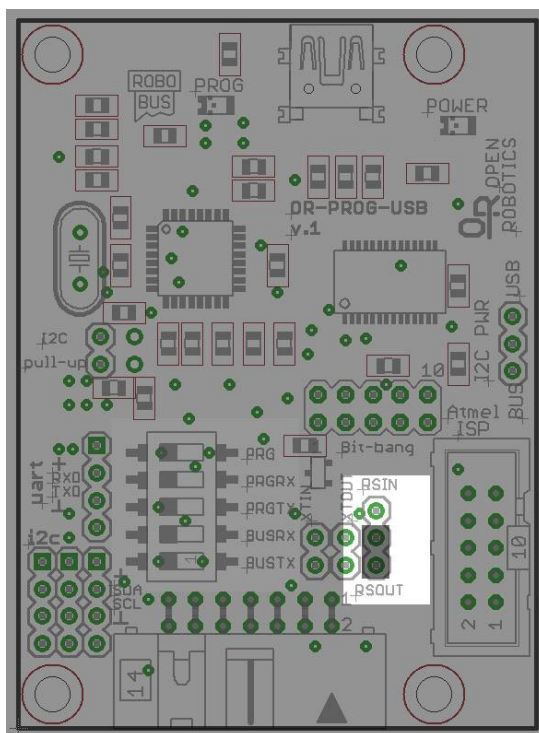 ROBO
BUS
PROG
POWER
OPEN
ROBOTICS
OR
OR-PROG-USB
v.1
USB
PWR
I2C
BUS
I2C
pull-up
10
Atmel
ISP
Bit-bang
uart
RXD
TXD
+
⊥
PRG
PRGRX
PRGTX
BUSRX
BUSTX
1
XTIN
XTOUT
RSIN
RSOUT
10
2 1
i2c
+
SDA
SCL
⊥
1
2
14